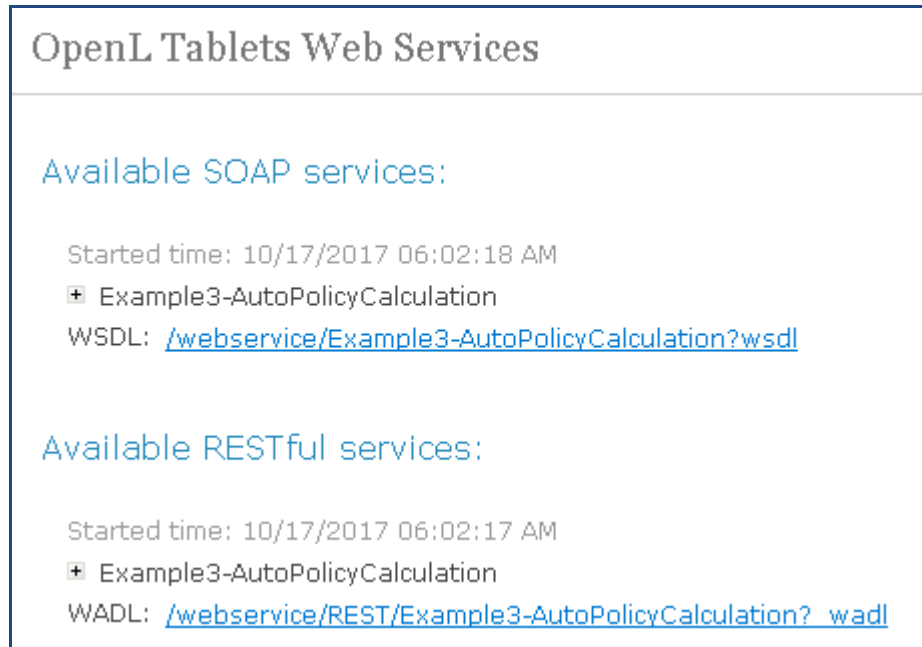 OpenL Tablets Web Services
Available SOAP services:
Started time: 10/17/2017 06:02:18 AM
+ Example3-AutoPolicyCalculation
WSDL: /webservice/Example3-AutoPolicyCalculation?wsdl
Available RESTful services:
Started time: 10/17/2017 06:02:17 AM
+ Example3-AutoPolicyCalculation
WADL: /webservice/REST/Example3-AutoPolicyCalculation?_wadl